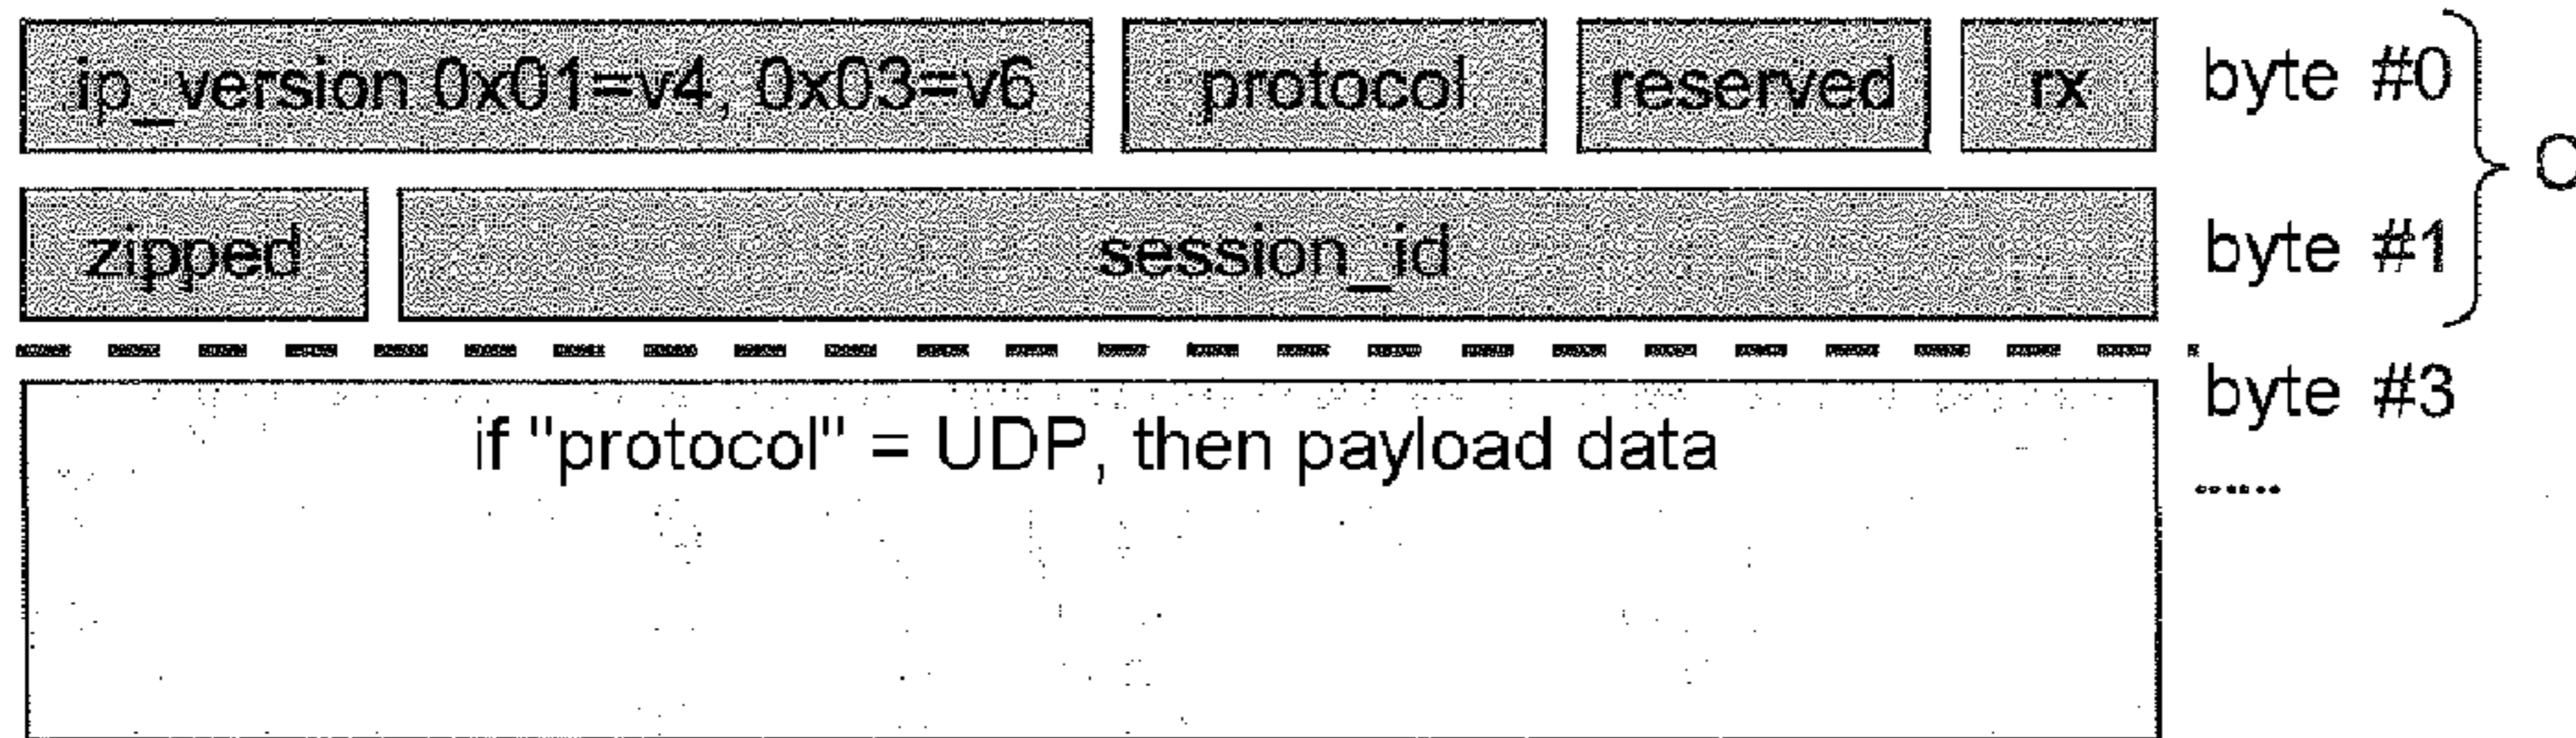 ip_version 0x01=v4, 0x03=v6 protocol reserved rx byte #0
zipped session_id byte #1
byte #3
if "protocol" = UDP, then payload data
......